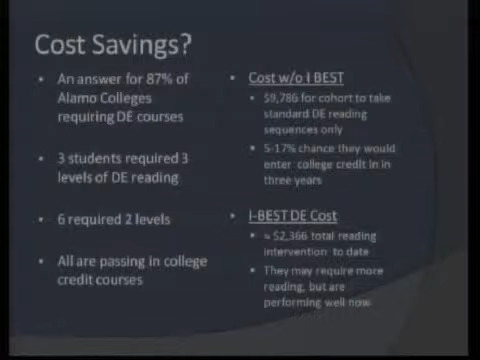 Cost Savings?
• An answer for 87% of
Alamo Colleges
requiring DE courses
• 3 students required 3
levels of DE reading
• 6 required 2 levels
• All are passing in college
credit courses
• Cost w/o I BEST
• $9,786 for cohort to take
standard DE reading
sequences only
• 5-17% chance they would
enter college credit in in
three years
• I-BEST DE Cost
• = $2,366 total reading
intervention to date
• They may require more
reading, but are
performing well now